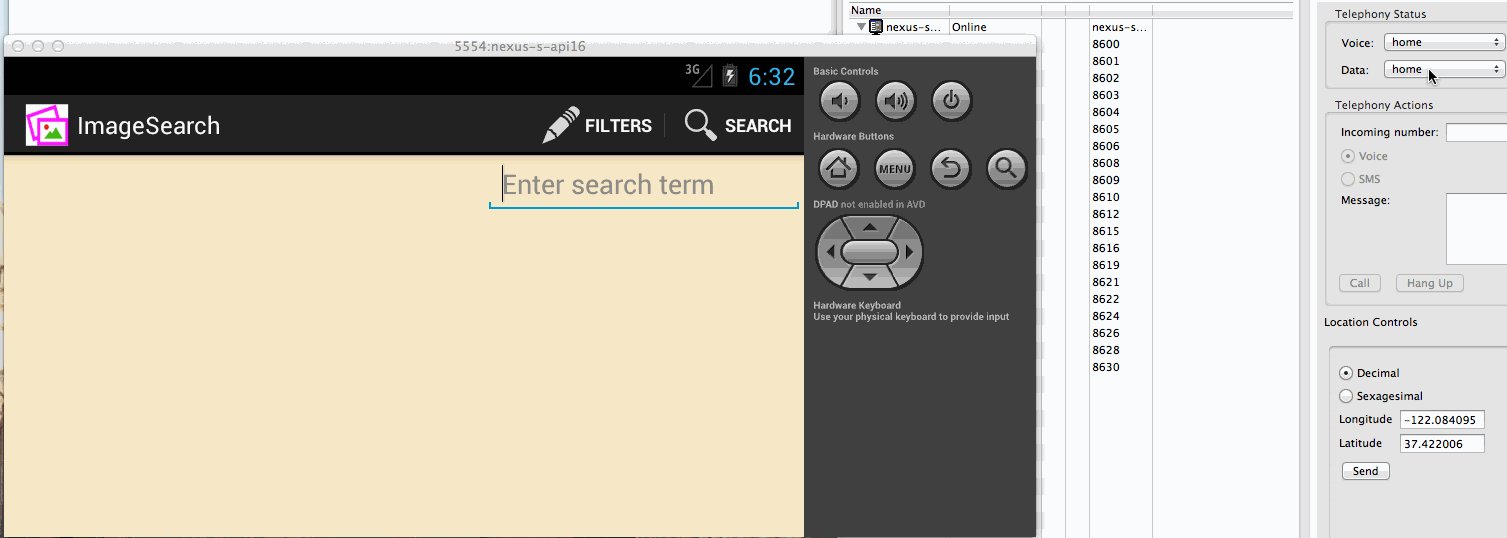 5554:nexus-s-api16
3G 6:32
ImageSearch
FILTERS
SEARCH
Enter search term
Basic Controls
Hardware Buttons
MENU
DPAD not enabled in AVD
Hardware Keyboard
Use your physical keyboard to provide input
Name
nexus-s... Online nexus-s...
8600
8601
8602
8603
8604
8605
8606
8608
8609
8610
8612
8615
8616
8619
8621
8622
8624
8626
8628
8630
Telephony Status
Voice: home
Data: home
Telephony Actions
Incoming number:
Voice
SMS
Message:
Call Hang Up
Location Controls
Decimal
Sexagesimal
Longitude -122.084095
Latitude 37.422006
Send